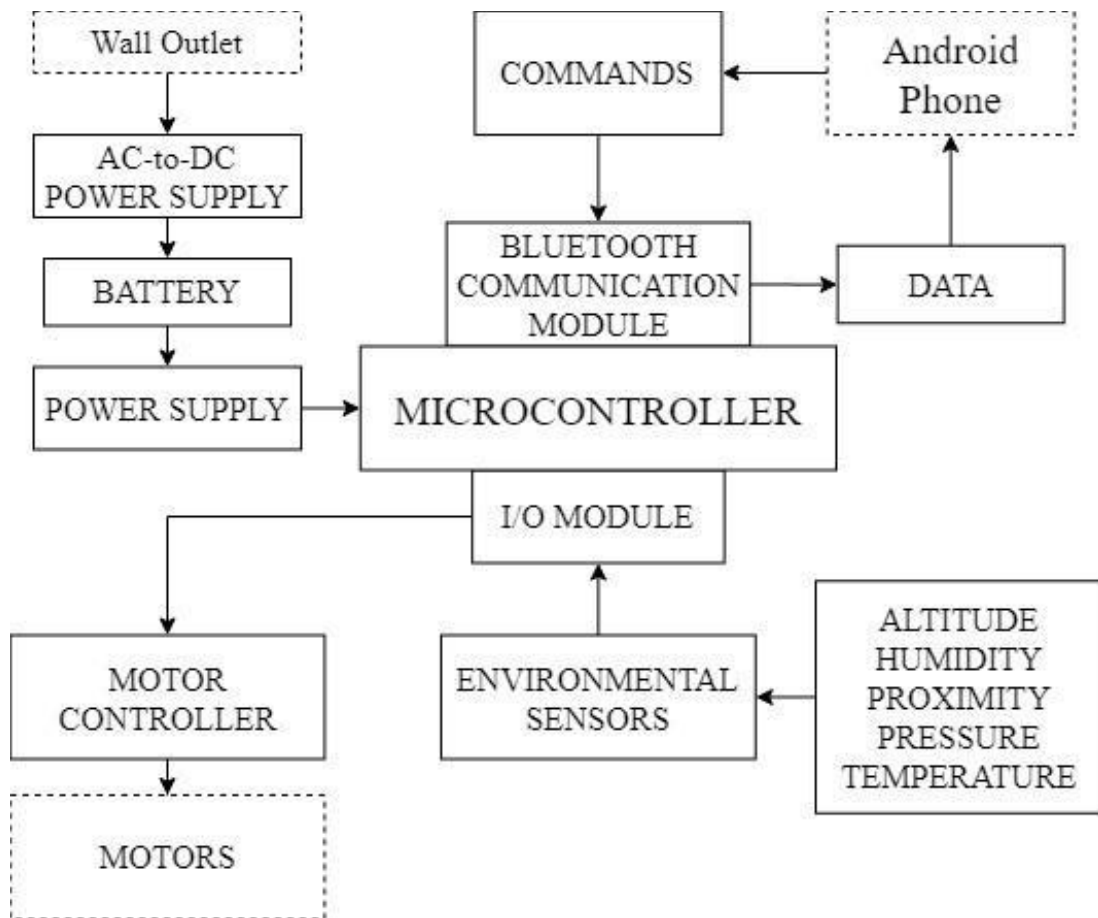 Wall Outlet
AC-to-DC
POWER SUPPLY
BATTERY
POWER SUPPLY
COMMANDS
Android
Phone
BLUETOOTH
COMMUNICATION
MODULE
DATA
MICROCONTROLLER
I/O MODULE
MOTOR
CONTROLLER
MOTORS
ENVIRONMENTAL
SENSORS
ALTITUDE
HUMIDITY
PROXIMITY
PRESSURE
TEMPERATURE